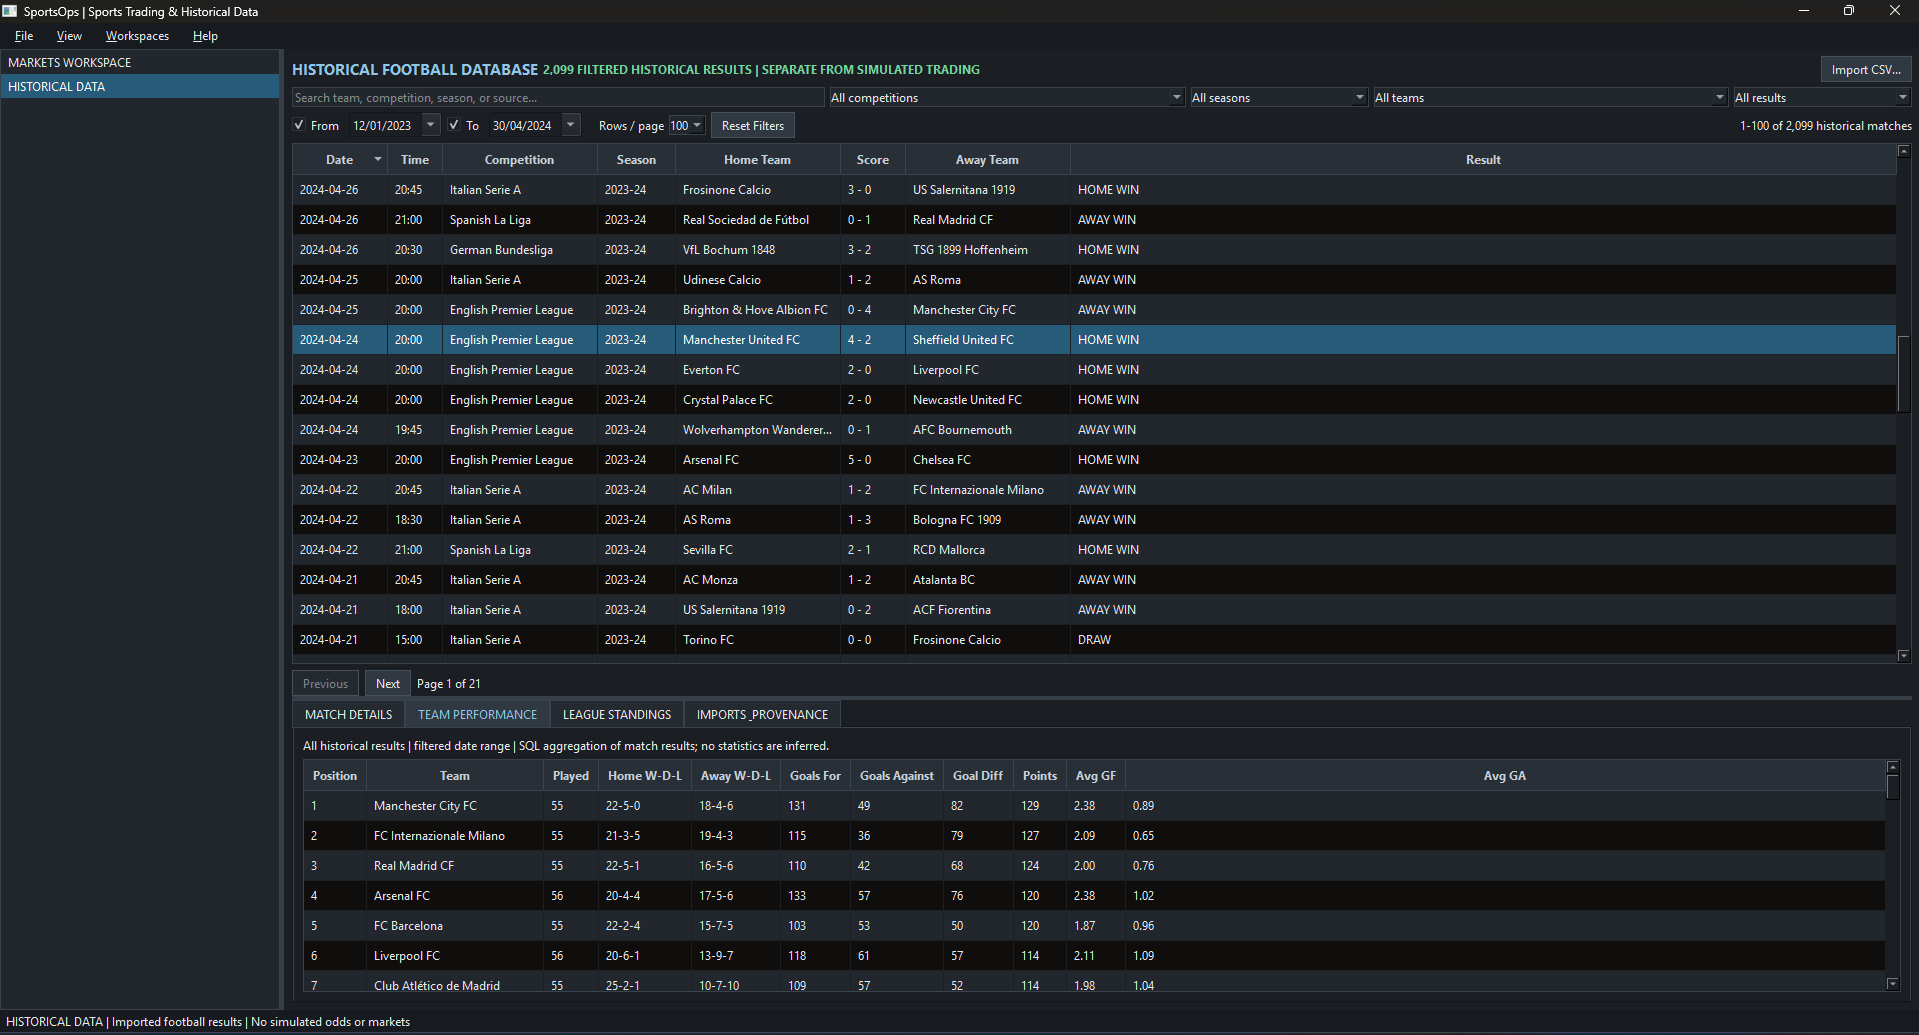 SportsOps | Sports Trading & Historical Data
File View Workspaces Help
MARKETS WORKSPACE
HISTORICAL DATA
HISTORICAL FOOTBALL DATABASE 2,099 FILTERED HISTORICAL RESULTS | SEPARATE FROM SIMULATED TRADING
Import CSV...
Search team, competition, season, or source... All competitions All seasons All teams All results
From 12/01/2023 To 30/04/2024 Rows / page 100 Reset Filters 1-100 of 2,099 historical matches
Date Time Competition Season Home Team Score Away Team Result
2024-04-26 20:45 Italian Serie A 2023-24 Frosinone Calcio 3 - 0 US Salernitana 1919 HOME WIN
2024-04-26 21:00 Spanish La Liga 2023-24 Real Sociedad de Fútbol 0 - 1 Real Madrid CF AWAY WIN
2024-04-26 20:30 German Bundesliga 2023-24 VfL Bochum 1848 3 - 2 TSG 1899 Hoffenheim HOME WIN
2024-04-25 20:00 Italian Serie A 2023-24 Udinese Calcio 1 - 2 AS Roma AWAY WIN
2024-04-25 20:00 English Premier League 2023-24 Brighton & Hove Albion FC 0 - 4 Manchester City FC AWAY WIN
2024-04-24 20:00 English Premier League 2023-24 Manchester United FC 4 - 2 Sheffield United FC HOME WIN
2024-04-24 20:00 English Premier League 2023-24 Everton FC 2 - 0 Liverpool FC HOME WIN
2024-04-24 20:00 English Premier League 2023-24 Crystal Palace FC 2 - 0 Newcastle United FC HOME WIN
2024-04-24 19:45 English Premier League 2023-24 Wolverhampton Wanderer... 0 - 1 AFC Bournemouth AWAY WIN
2024-04-23 20:00 English Premier League 2023-24 Arsenal FC 5 - 0 Chelsea FC HOME WIN
2024-04-22 20:45 Italian Serie A 2023-24 AC Milan 1 - 2 FC Internazionale Milano AWAY WIN
2024-04-22 18:30 Italian Serie A 2023-24 AS Roma 1 - 3 Bologna FC 1909 AWAY WIN
2024-04-22 21:00 Spanish La Liga 2023-24 Sevilla FC 2 - 1 RCD Mallorca HOME WIN
2024-04-21 20:45 Italian Serie A 2023-24 AC Monza 1 - 2 Atalanta BC AWAY WIN
2024-04-21 18:00 Italian Serie A 2023-24 US Salernitana 1919 0 - 2 ACF Fiorentina AWAY WIN
2024-04-21 15:00 Italian Serie A 2023-24 Torino FC 0 - 0 Frosinone Calcio DRAW
Previous Next Page 1 of 21
MATCH DETAILS TEAM PERFORMANCE LEAGUE STANDINGS IMPORTS _PROVENANCE
All historical results | filtered date range | SQL aggregation of match results; no statistics are inferred.
Position Team Played Home W-D-L Away W-D-L Goals For Goals Against Goal Diff Points Avg GF Avg GA
1 Manchester City FC 55 22-5-0 18-4-6 131 49 82 129 2.38 0.89
2 FC Internazionale Milano 55 21-3-5 19-4-3 115 36 79 127 2.09 0.65
3 Real Madrid CF 55 22-5-1 16-5-6 110 42 68 124 2.00 0.76
4 Arsenal FC 56 20-4-4 17-5-6 133 57 76 120 2.38 1.02
5 FC Barcelona 55 22-2-4 15-7-5 103 53 50 120 1.87 0.96
6 Liverpool FC 56 20-6-1 13-9-7 118 61 57 114 2.11 1.09
7 Club Atlético de Madrid 55 25-2-1 10-7-10 109 57 52 114 1.98 1.04
HISTORICAL DATA | Imported football results | No simulated odds or markets